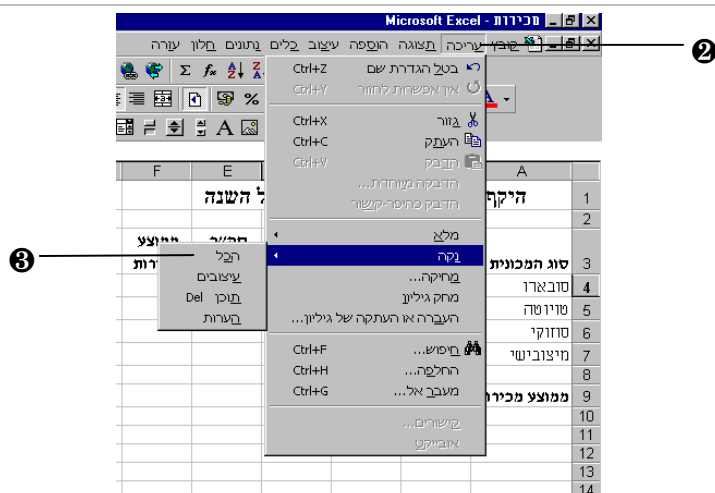 Microsoft Excel - מכירות
קובץ עריכה תצוגה הוספה עיצוב כלים נתונים חלון עזרה
❷
בטל הגדרת שם Ctrl+Z
אין אפשרות לחזור Ctrl+Y
גזור Ctrl+X
העתק Ctrl+C
הדבק Ctrl+V
הדבקה מיוחדת...
הדבק כהיפר-קישור
מלא
נקה
מחיקה...
מחק גיליון
העברה או העתקה של גיליון...
חיפוש... Ctrl+F
החלפה... Ctrl+H
מעבר אל... Ctrl+G
קישורים...
אובייקט
❸
הכל
עיצובים
תוכן Del
הערות
A E F
1 היקף השנה
2
3 סוג המכונית סה"כ ממוצע
4 סובארו
5 טויוטה
6 סוזוקי
7 מיצובישי
8
9 ממוצע מכירו
10
11
12
13
14